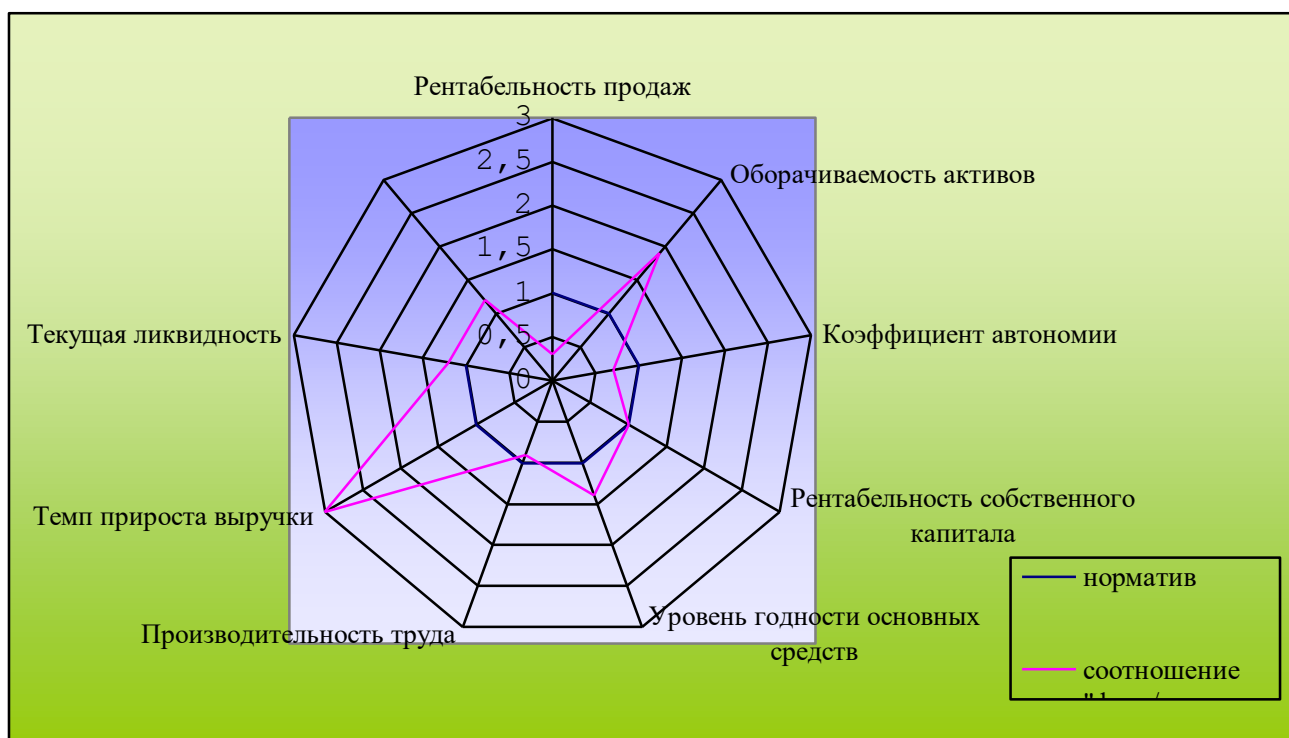 Рентабельность продаж
3
2,5
2
1,5
1
0,5
0
Оборачиваемость активов
Коэффициент автономии
Рентабельность собственного
капитала
Уровень годности основных
средств
Производительность труда
Темп прироста выручки
Текущая ликвидность
норматив
соотношение